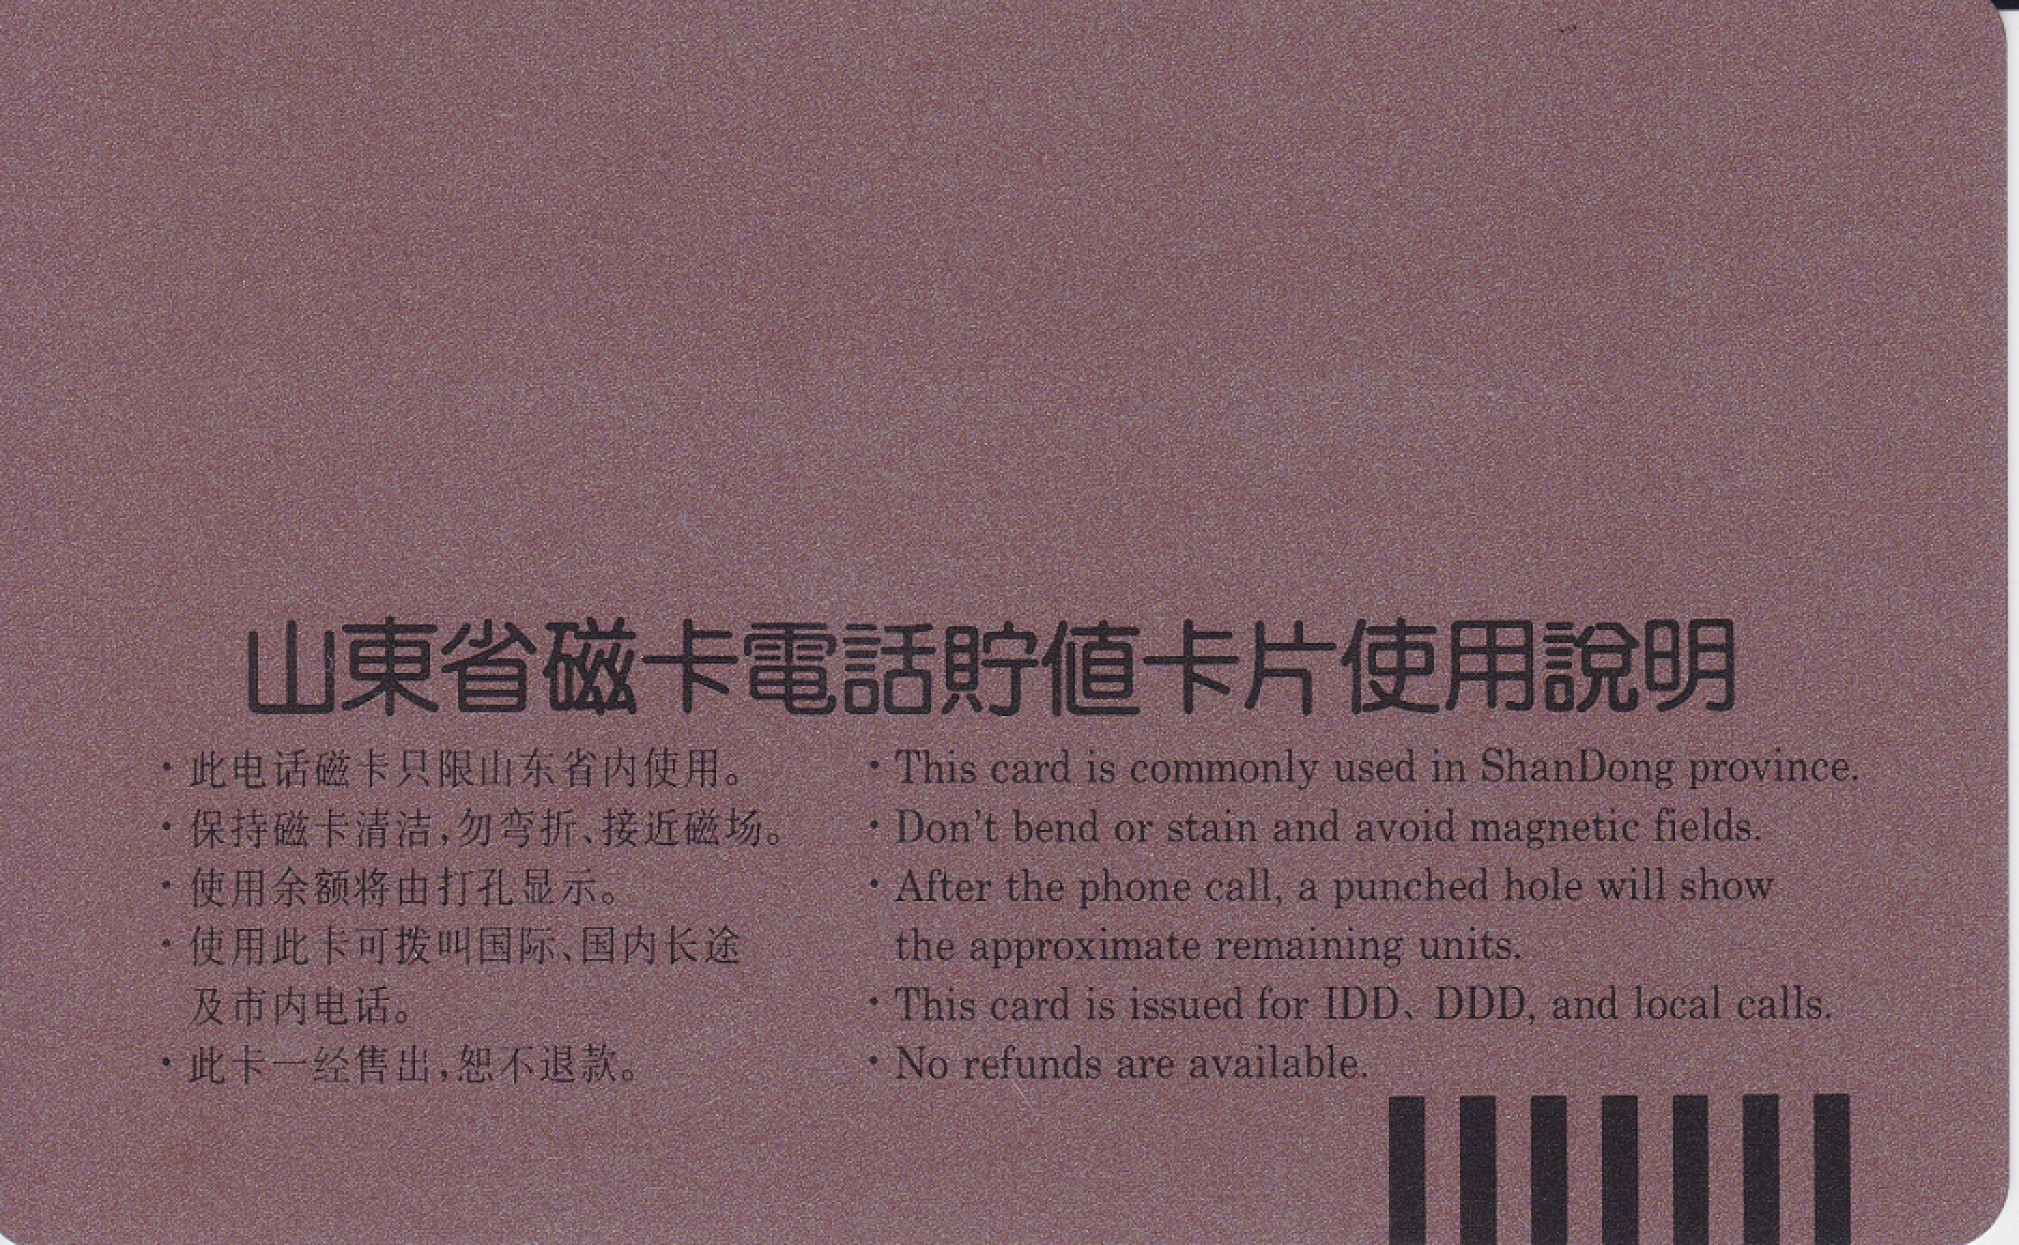 山東省磁卡電話貯値卡片使用說明
·此电话磁卡只限山东省内使用。
·保持磁卡清洁,勿弯折、接近磁场。
·使用余额将由打孔显示。
·使用此卡可拨叫国际、国内长途
及市内电话。
·此卡一经售出,恕不退款。
·This card is commonly used in ShanDong province.
·Don't bend or stain and avoid magnetic fields.
·After the phone call, a punched hole will show
the approximate remaining units.
·This card is issued for IDD、DDD, and local calls.
·No refunds are available.